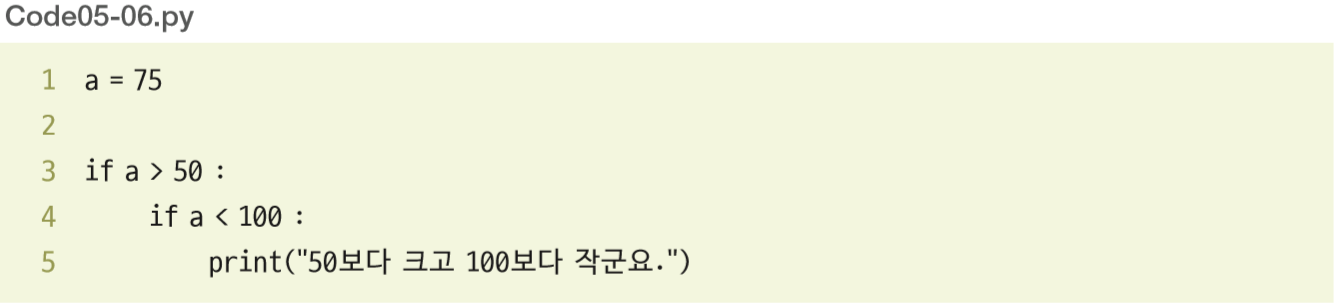 Code05-06.py
1 a = 75
2
3 if a > 50 :
4     if a < 100 :
5         print("50보다 크고 100보다 작군요.")